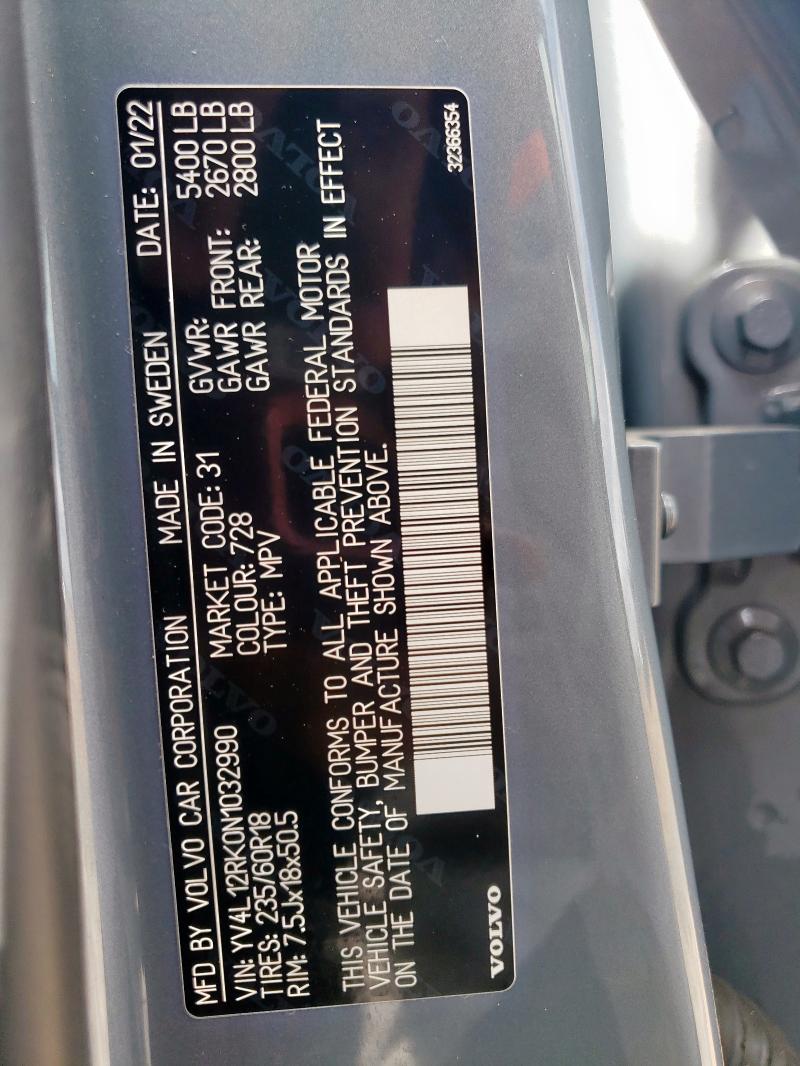 MFD BY VOLVO CAR CORPORATION MADE IN SWEDEN DATE: 01/22
VIN: YV4L12RK0N1032990 MARKET CODE: 31 GVWR: 5400 LB
TIRES: 235/60R18 COLOUR: 728 GAWR FRONT: 2670 LB
RIM: 7.5Jx18x50.5 TYPE: MPV GAWR REAR: 2800 LB
THIS VEHICLE CONFORMS TO ALL APPLICABLE FEDERAL MOTOR
VEHICLE SAFETY, BUMPER AND THEFT PREVENTION STANDARDS IN EFFECT
ON THE DATE OF MANUFACTURE SHOWN ABOVE.
VOLVO 32366354